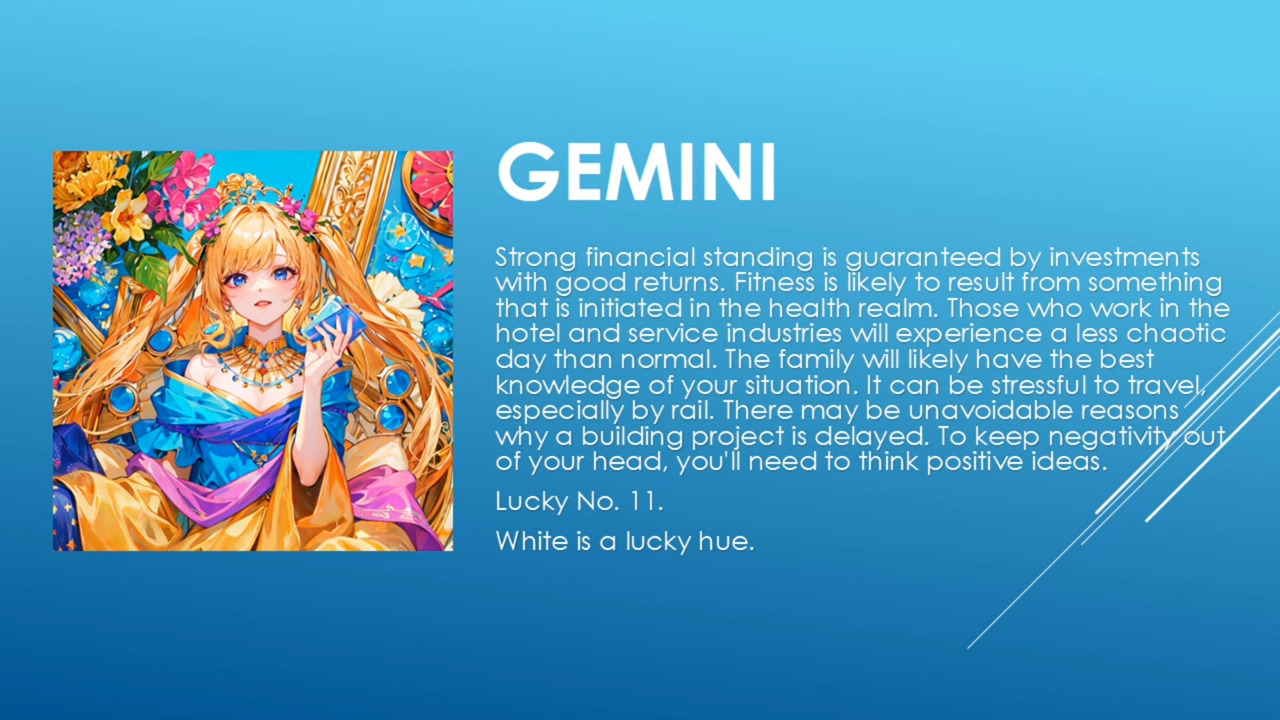 GEMINI
Strong financial standing is guaranteed by investments
with good returns. Fitness is likely to result from something
that is initiated in the health realm. Those who work in the
hotel and service industries will experience a less chaotic
day than normal. The family will likely have the best
knowledge of your situation. It can be stressful to travel,
especially by rail. There may be unavoidable reasons
why a building project is delayed. To keep negativity out
of your head, you'll need to think positive ideas.
Lucky No. 11.
White is a lucky hue.